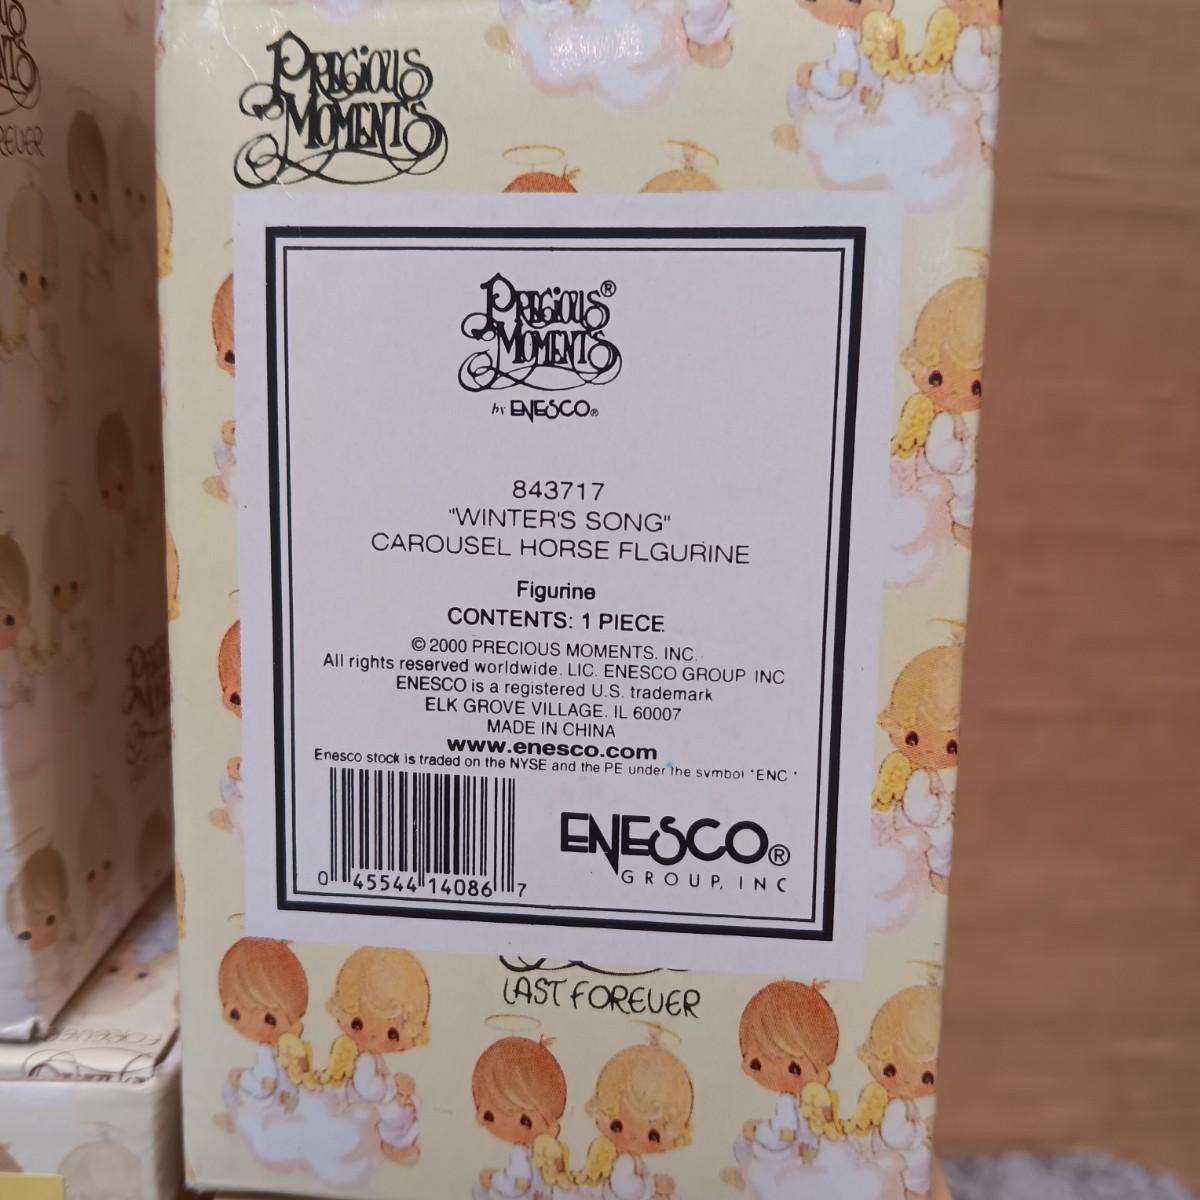 PRECIOUS
MOMENTS
PRECIOUS®
MOMENTS
by ENESCO®
843717
"WINTER'S SONG"
CAROUSEL HORSE FLGURINE
Figurine
CONTENTS: 1 PIECE.
© 2000 PRECIOUS MOMENTS. INC.
All rights reserved worldwide. LIC. ENESCO GROUP INC
ENESCO is a registered U.S. trademark
ELK GROVE VILLAGE. IL 60007
MADE IN CHINA
www.enesco.com
Enesco stock is traded on the NYSE and the PE under the symbol "ENC"
0 45544 14086 7
ENESCO®
GROUP, INC
LAST FOREVER